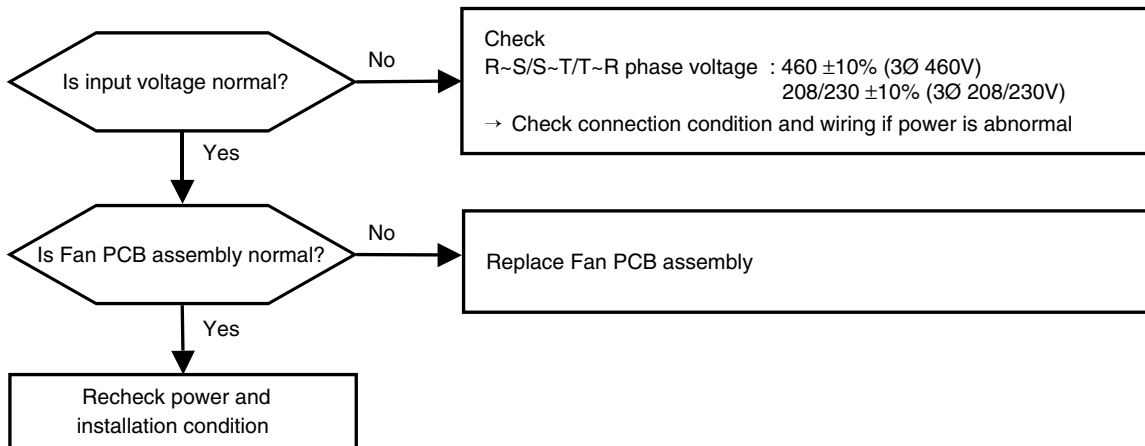 Is input voltage normal?
No
Check
R~S/S~T/T~R phase voltage : 460 ±10% (3Ø 460V)
208/230 ±10% (3Ø 208/230V)
→ Check connection condition and wiring if power is abnormal
Yes
Is Fan PCB assembly normal?
No
Replace Fan PCB assembly
Yes
Recheck power and
installation condition